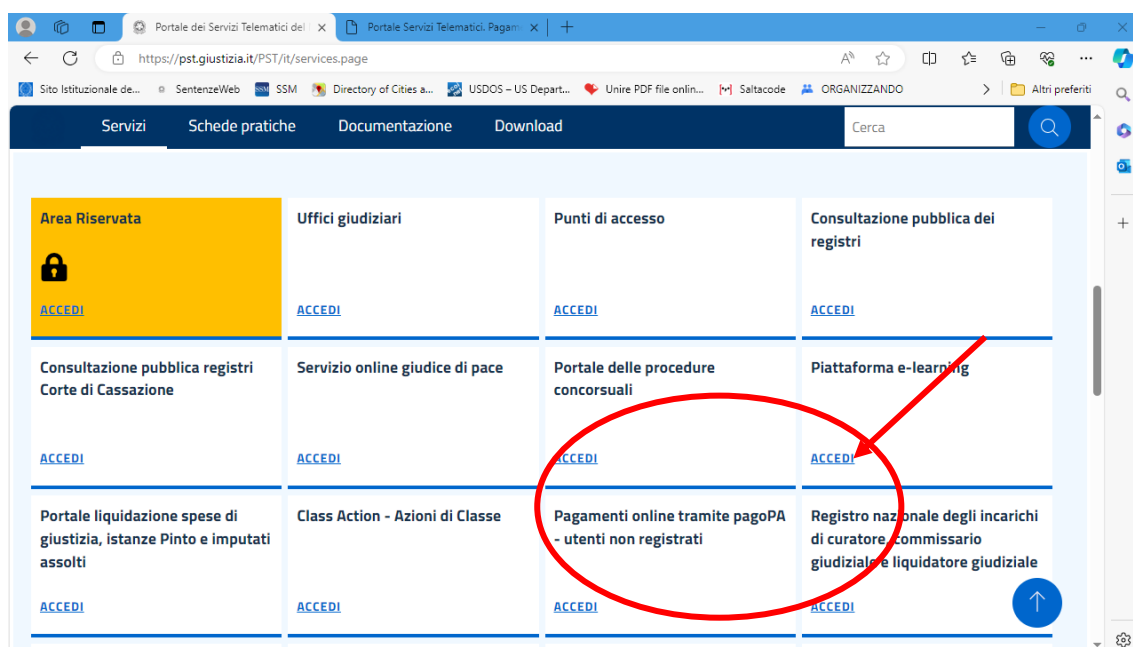 Portale dei Servizi Telematici del
Portale Servizi Telematici. Pagam
https://pst.giustizia.it/PST/it/services.page
Sito Istituzionale de...
SentenzeWeb
SSM
SSM
Directory of Cities a...
USDOS – US Depart...
Unire PDF file onlin...
Saltacode
ORGANIZZANDO
Altri preferiti
Servizi
Schede pratiche
Documentazione
Download
Cerca
Area Riservata
ACCEDI
Uffici giudiziari
ACCEDI
Punti di accesso
ACCEDI
Consultazione pubblica dei
registri
ACCEDI
Consultazione pubblica registri
Corte di Cassazione
ACCEDI
Servizio online giudice di pace
ACCEDI
Portale delle procedure
concorsuali
ACCEDI
Piattaforma e-learning
ACCEDI
Portale liquidazione spese di
giustizia, istanze Pinto e imputati
assolti
ACCEDI
Class Action - Azioni di Classe
ACCEDI
Pagamenti online tramite pagoPA
- utenti non registrati
ACCEDI
Registro nazionale degli incarichi
di curatore, commissario
giudiziale e liquidatore giudiziale
ACCEDI